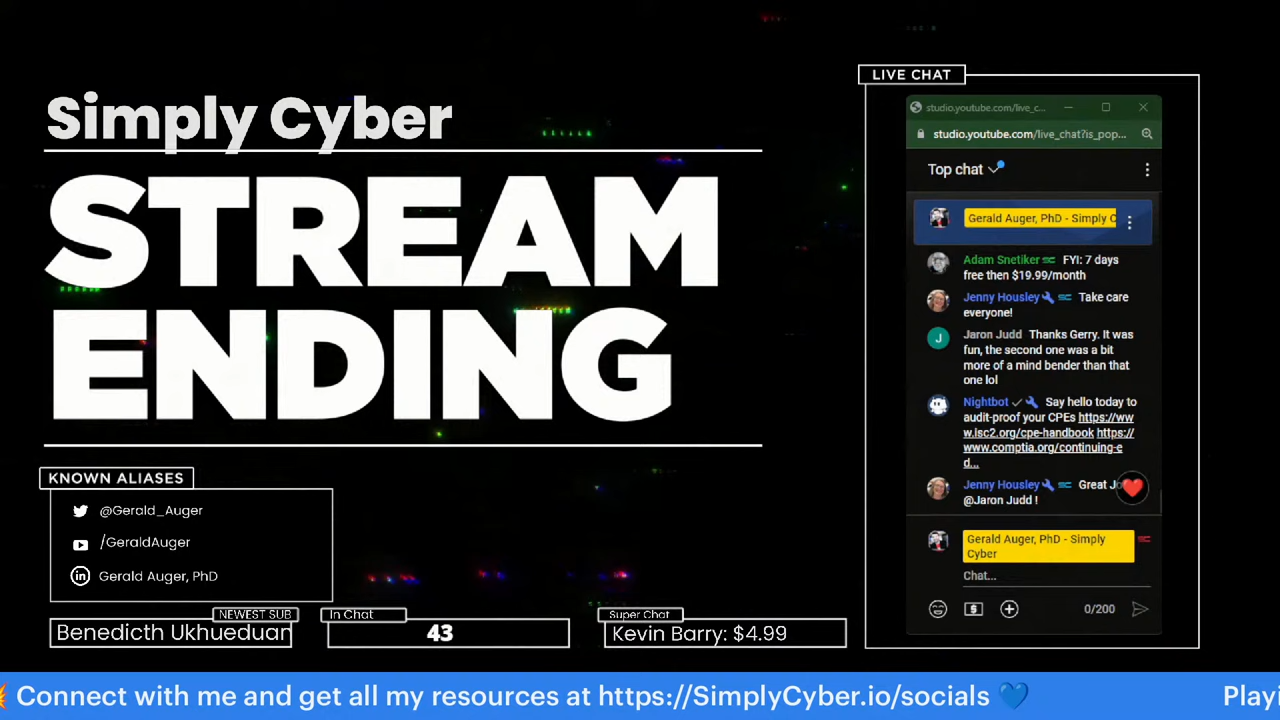 Simply Cyber
STREAM
ENDING
KNOWN ALIASES
@Gerald_Auger
/GeraldAuger
Gerald Auger, PhD
NEWEST SUB
Benedicth Ukhueduan
In Chat
43
Super Chat
Kevin Barry: $4.99
LIVE CHAT
studio.youtube.com/live_c...
studio.youtube.com/live_chat?is_pop...
Top chat
Gerald Auger, PhD - Simply C
Adam Snetiker FYI: 7 days
free then $19.99/month
Jenny Housley Take care
everyone!
Jaron Judd Thanks Gerry. It was
fun, the second one was a bit
more of a mind bender than that
one lol
Nightbot Say hello today to
audit-proof your CPEs https://ww
w.isc2.org/cpe-handbook https://
www.comptia.org/continuing-e
d...
Jenny Housley Great
@Jaron Judd !
Gerald Auger, PhD - Simply
Cyber
Chat...
0/200
Connect with me and get all my resources at https://SimplyCyber.io/socials
Playi